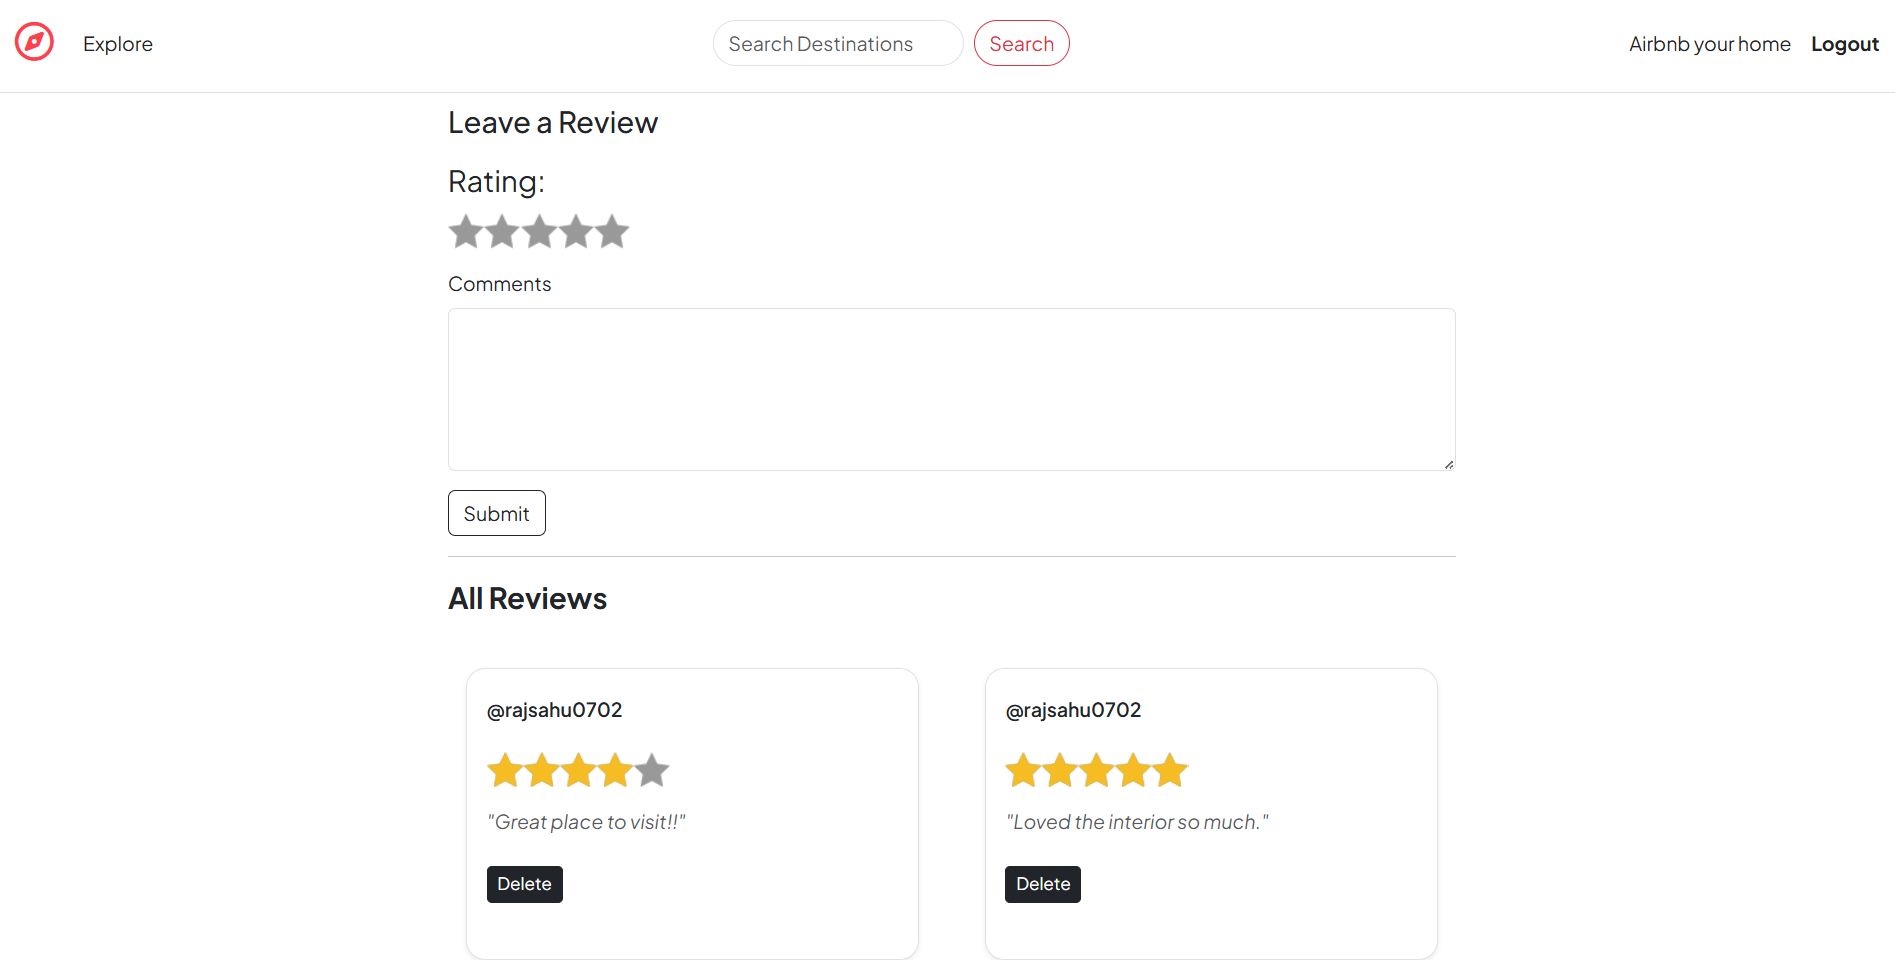 Explore
Search Destinations
Search
Airbnb your home
Logout
Leave a Review
Rating:
Comments
Submit
All Reviews
@rajsahu0702
"Great place to visit!!"
Delete
@rajsahu0702
"Loved the interior so much."
Delete